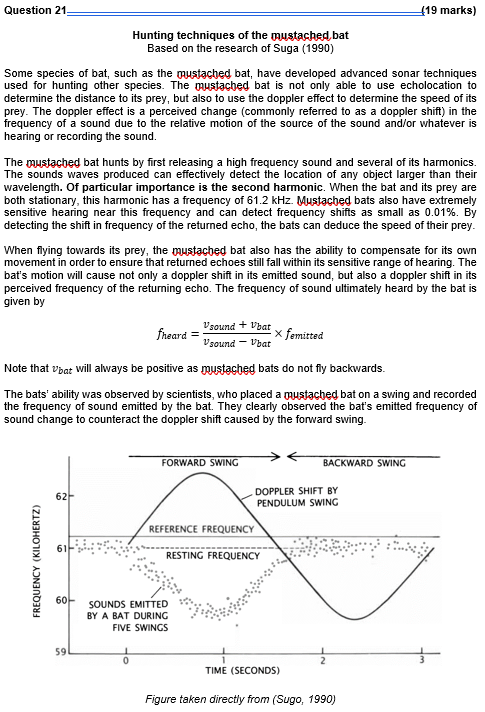 Question 21 (19 marks)
Hunting techniques of the mustached bat
Based on the research of Suga (1990)
Some species of bat, such as the mustached bat, have developed advanced sonar techniques
used for hunting other species. The mustached bat is not only able to use echolocation to
determine the distance to its prey, but also to use the doppler effect to determine the speed of its
prey. The doppler effect is a perceived change (commonly referred to as a doppler shift) in the
frequency of a sound due to the relative motion of the source of the sound and/or whatever is
hearing or recording the sound.
The mustached bat hunts by first releasing a high frequency sound and several of its harmonics.
The sounds waves produced can effectively detect the location of any object larger than their
wavelength. Of particular importance is the second harmonic. When the bat and its prey are
both stationary, this harmonic has a frequency of 61.2 kHz. Mustached bats also have extremely
sensitive hearing near this frequency and can detect frequency shifts as small as 0.01%. By
detecting the shift in frequency of the returned echo, the bats can deduce the speed of their prey.
When flying towards its prey, the mustached bat also has the ability to compensate for its own
movement in order to ensure that returned echoes still fall within its sensitive range of hearing. The
bat's motion will cause not only a doppler shift in its emitted sound, but also a doppler shift in its
perceived frequency of the returning echo. The frequency of sound ultimately heard by the bat is
given by
f_heard = (v_sound + v_bat) / (v_sound − v_bat) × f_emitted
Note that v_bat will always be positive as mustached bats do not fly backwards.
The bats' ability was observed by scientists, who placed a mustached bat on a swing and recorded
the frequency of sound emitted by the bat. They clearly observed the bat's emitted frequency of
sound change to counteract the doppler shift caused by the forward swing.
FORWARD SWING BACKWARD SWING
DOPPLER SHIFT BY
PENDULUM SWING
REFERENCE FREQUENCY
RESTING FREQUENCY
SOUNDS EMITTED
BY A BAT DURING
FIVE SWINGS
FREQUENCY (KILOHERTZ)
62
61
60
59
0 1 2 3
TIME (SECONDS)
Figure taken directly from (Sugo, 1990)